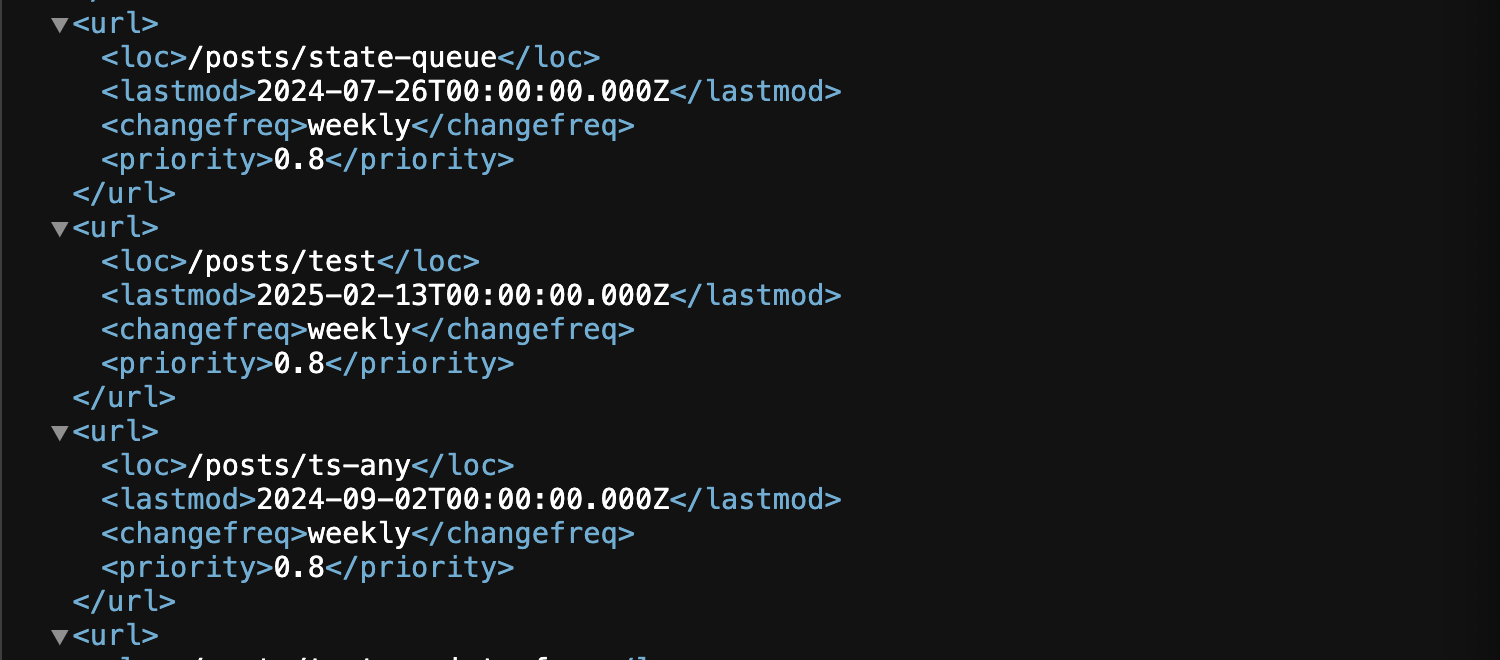 <url>
<loc>/posts/state-queue</loc>
<lastmod>2024-07-26T00:00:00.000Z</lastmod>
<changefreq>weekly</changefreq>
<priority>0.8</priority>
</url>
<url>
<loc>/posts/test</loc>
<lastmod>2025-02-13T00:00:00.000Z</lastmod>
<changefreq>weekly</changefreq>
<priority>0.8</priority>
</url>
<url>
<loc>/posts/ts-any</loc>
<lastmod>2024-09-02T00:00:00.000Z</lastmod>
<changefreq>weekly</changefreq>
<priority>0.8</priority>
</url>
<url>